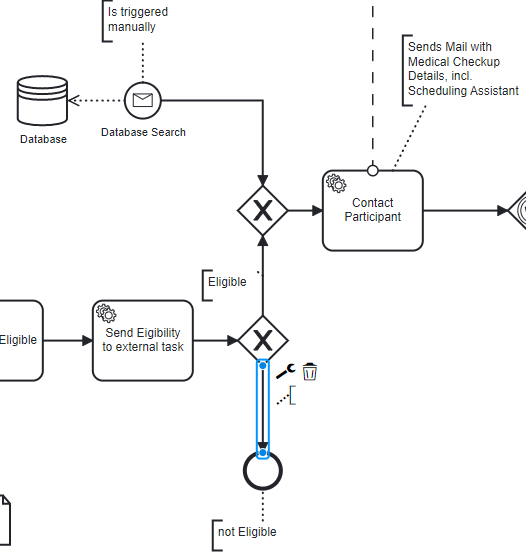 Is triggered
manually
Sends Mail with
Medical Checkup
Details, incl.
Scheduling Assistant
Database
Database Search
Contact
Participant
Eligible
Eligible
Send Eigibility
to external task
not Eligible